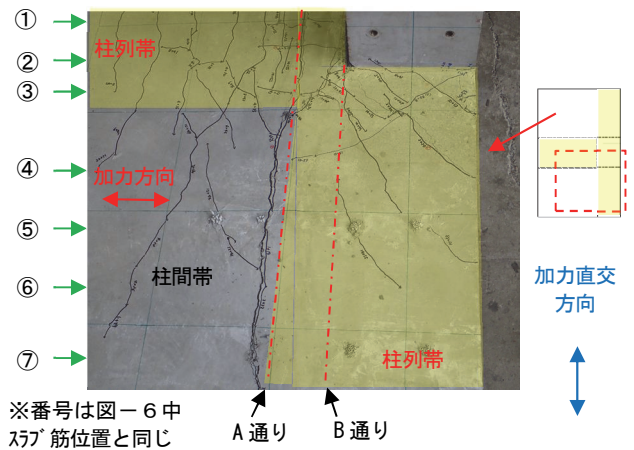 ①
②
③
④
⑤
⑥
⑦
柱列帯
加力方向
柱間帯
柱列帯
加力直交
方向
※番号は図－６中
ｽﾗﾌﾞ筋位置と同じ
A 通り
B 通り